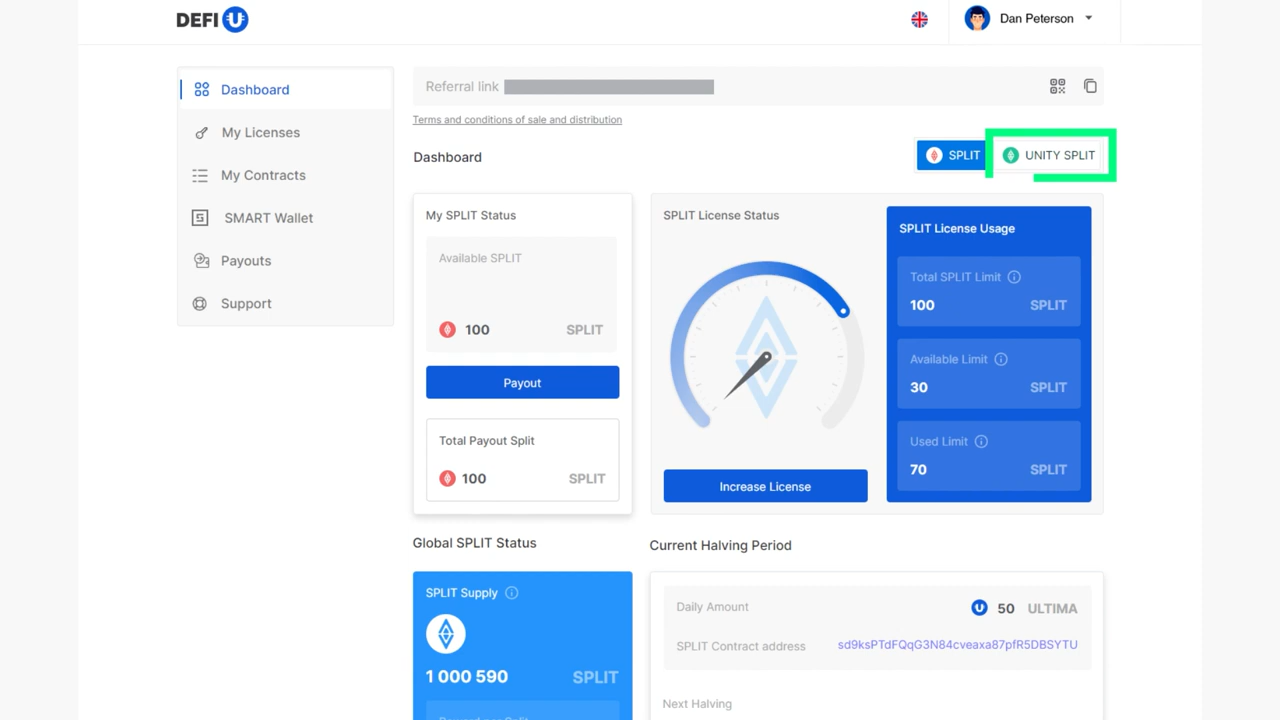 DEFI U
Dan Peterson
Dashboard
My Licenses
My Contracts
SMART Wallet
Payouts
Support
Referral link
Terms and conditions of sale and distribution
Dashboard
SPLIT
UNITY SPLIT
My SPLIT Status
Available SPLIT
100 SPLIT
Payout
Total Payout Split
100 SPLIT
SPLIT License Status
Increase License
SPLIT License Usage
Total SPLIT Limit
100 SPLIT
Available Limit
30 SPLIT
Used Limit
70 SPLIT
Global SPLIT Status
SPLIT Supply
1 000 590 SPLIT
Current Halving Period
Daily Amount 50 ULTIMA
SPLIT Contract address sd9ksPTdFQqG3N84cveaxa87pfR5DBSYTU
Next Halving